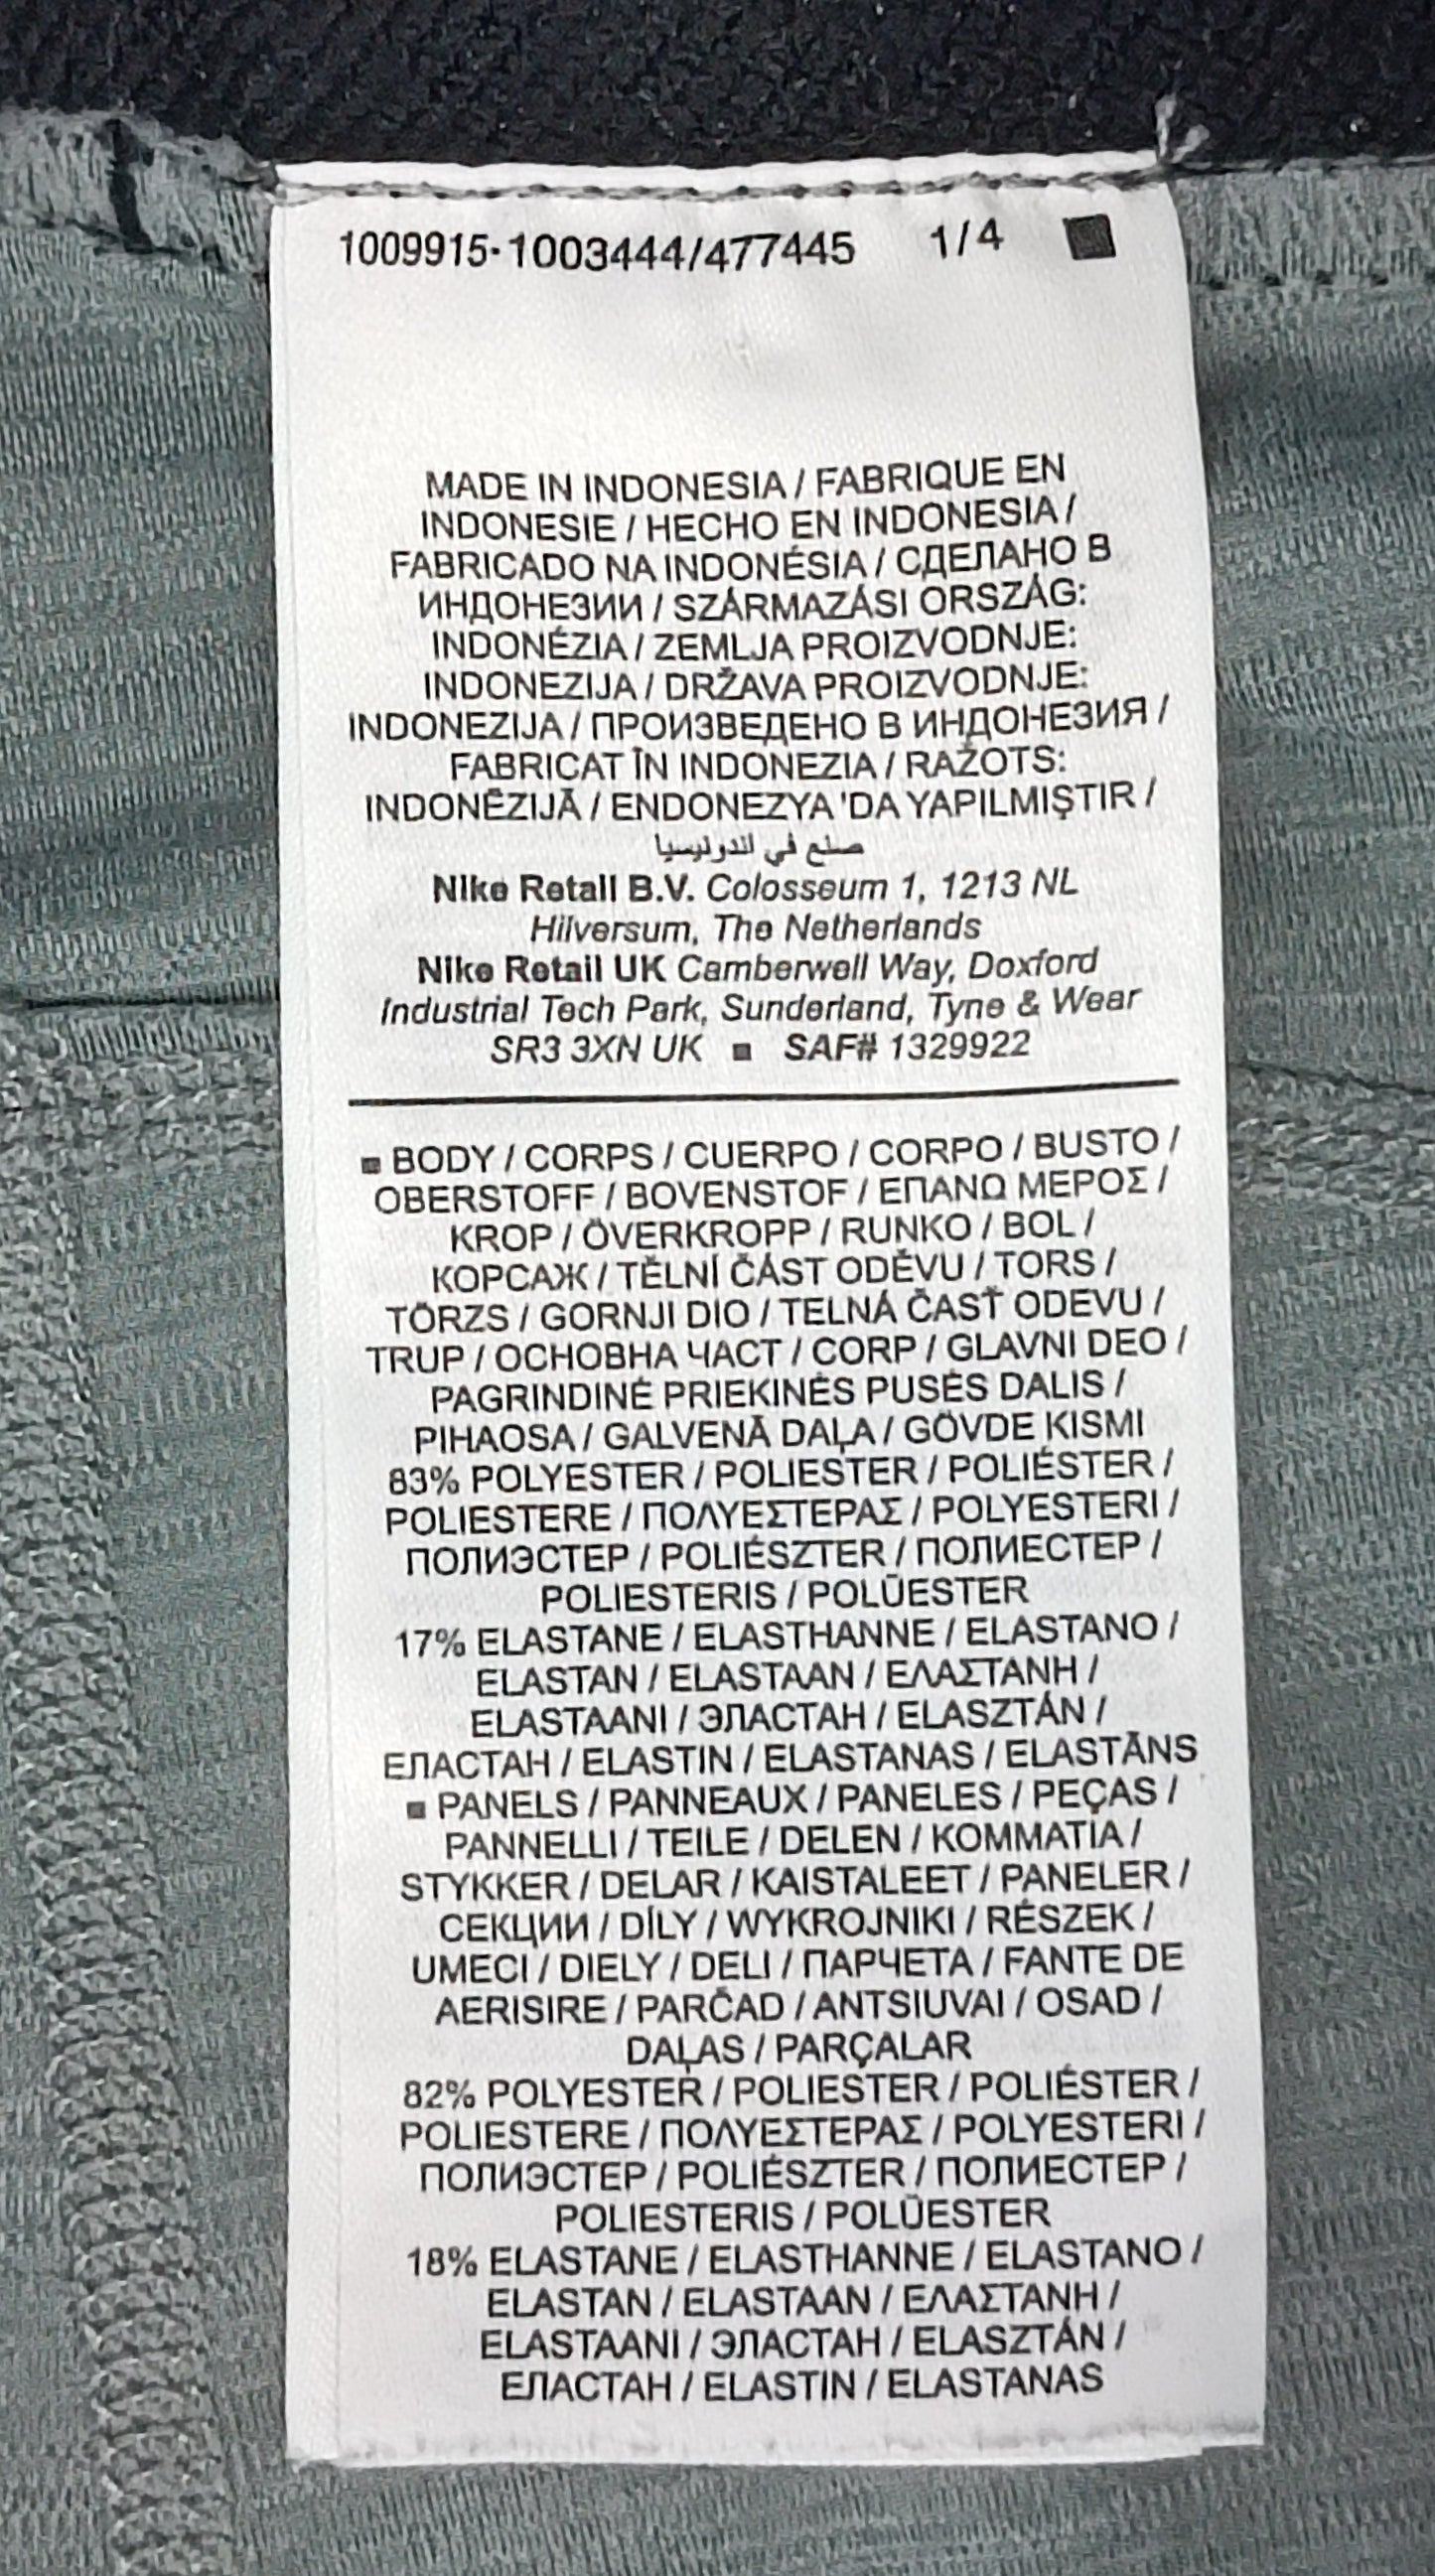 1009915-1003444/477445 1/4
MADE IN INDONESIA / FABRIQUE EN
INDONESIE / HECHO EN INDONESIA /
FABRICADO NA INDONÉSIA / СДЕЛАНО В
ИНДОНЕЗИИ / SZÁRMAZÁSI ORSZÁG:
INDONÉZIA / ZEMLJA PROIZVODNJE:
INDONEZIJA / DRŽAVA PROIZVODNJE:
INDONEZIJA / ПРОИЗВЕДЕНО В ИНДОНЕЗИЯ /
FABRICAT ÎN INDONEZIA / RAŽOTS:
INDONĒZIJĀ / ENDONEZYA 'DA YAPILMIŞTIR /
صنع في اندونيسيا
Nike Retail B.V. Colosseum 1, 1213 NL
Hilversum, The Netherlands
Nike Retail UK Camberwell Way, Doxford
Industrial Tech Park, Sunderland, Tyne & Wear
SR3 3XN UK ■ SAF# 1329922
■ BODY / CORPS / CUERPO / CORPO / BUSTO /
OBERSTOFF / BOVENSTOF / ΕΠΑΝΩ ΜΕΡΟΣ /
KROP / ÖVERKROPP / RUNKO / BOL /
КОРСАЖ / TĚLNÍ ČÁST ODĚVU / TORS /
TÖRZS / GORNJI DIO / TELNÁ ČASŤ ODEVU /
TRUP / ОСНОВНА ЧАСТ / CORP / GLAVNI DEO /
PAGRINDINĖ PRIEKINĖS PUSĖS DALIS /
PIHAOSA / GALVENĀ DAĻA / GÖVDE KISMI
83% POLYESTER / POLIESTER / POLIÉSTER /
POLIESTERE / ΠΟΛΥΕΣΤΕΡΑΣ / POLYESTERI /
ПОЛИЭСТЕР / POLIÉSZTER / ПОЛИЕСТЕР /
POLIESTERIS / POLÜESTER
17% ELASTANE / ELASTHANNE / ELASTANO /
ELASTAN / ELASTAAN / ΕΛΑΣΤΑΝΗ /
ELASTAANI / ЭЛАСТАН / ELASZTÁN /
ЕЛАСТАН / ELASTIN / ELASTANAS / ELASTĀNS
■ PANELS / PANNEAUX / PANELES / PEÇAS /
PANNELLI / TEILE / DELEN / ΚΟΜΜΑΤΙΑ /
STYKKER / DELAR / KAISTALEET / PANELER /
СЕКЦИИ / DÍLY / WYKROJNIKI / RÉSZEK /
UMECI / DIELY / DELI / ПАРЧЕТА / FANTE DE
AERISIRE / PARČAD / ANTSIUVAI / OSAD /
DAĻAS / PARÇALAR
82% POLYESTER / POLIESTER / POLIÉSTER /
POLIESTERE / ΠΟΛΥΕΣΤΕΡΑΣ / POLYESTERI /
ПОЛИЭСТЕР / POLIÉSZTER / ПОЛИЕСТЕР /
POLIESTERIS / POLÜESTER
18% ELASTANE / ELASTHANNE / ELASTANO /
ELASTAN / ELASTAAN / ΕΛΑΣΤΑΝΗ /
ELASTAANI / ЭЛАСТАН / ELASZTÁN /
ЕЛАСТАН / ELASTIN / ELASTANAS